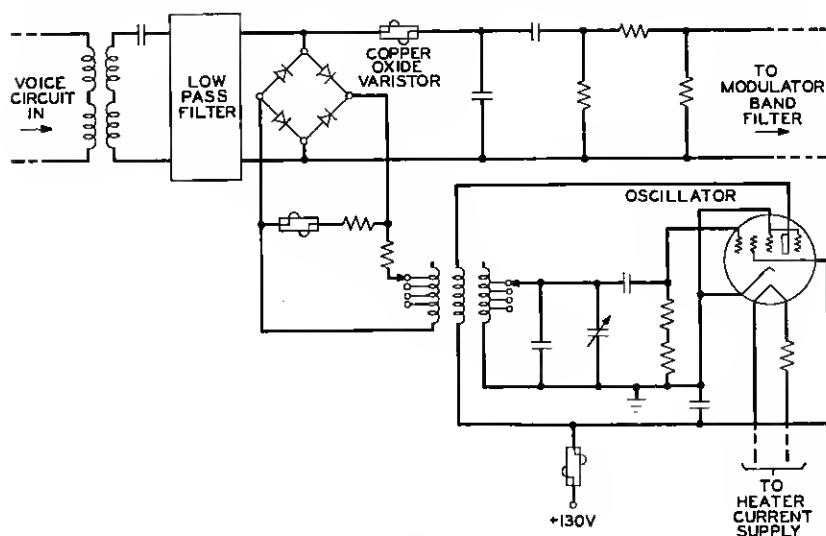 VOICE
CIRCUIT
IN
LOW
PASS
FILTER
COPPER
OXIDE
VARISTOR
TO
MODULATOR
BAND
FILTER
OSCILLATOR
+130V
TO
HEATER
CURRENT
SUPPLY